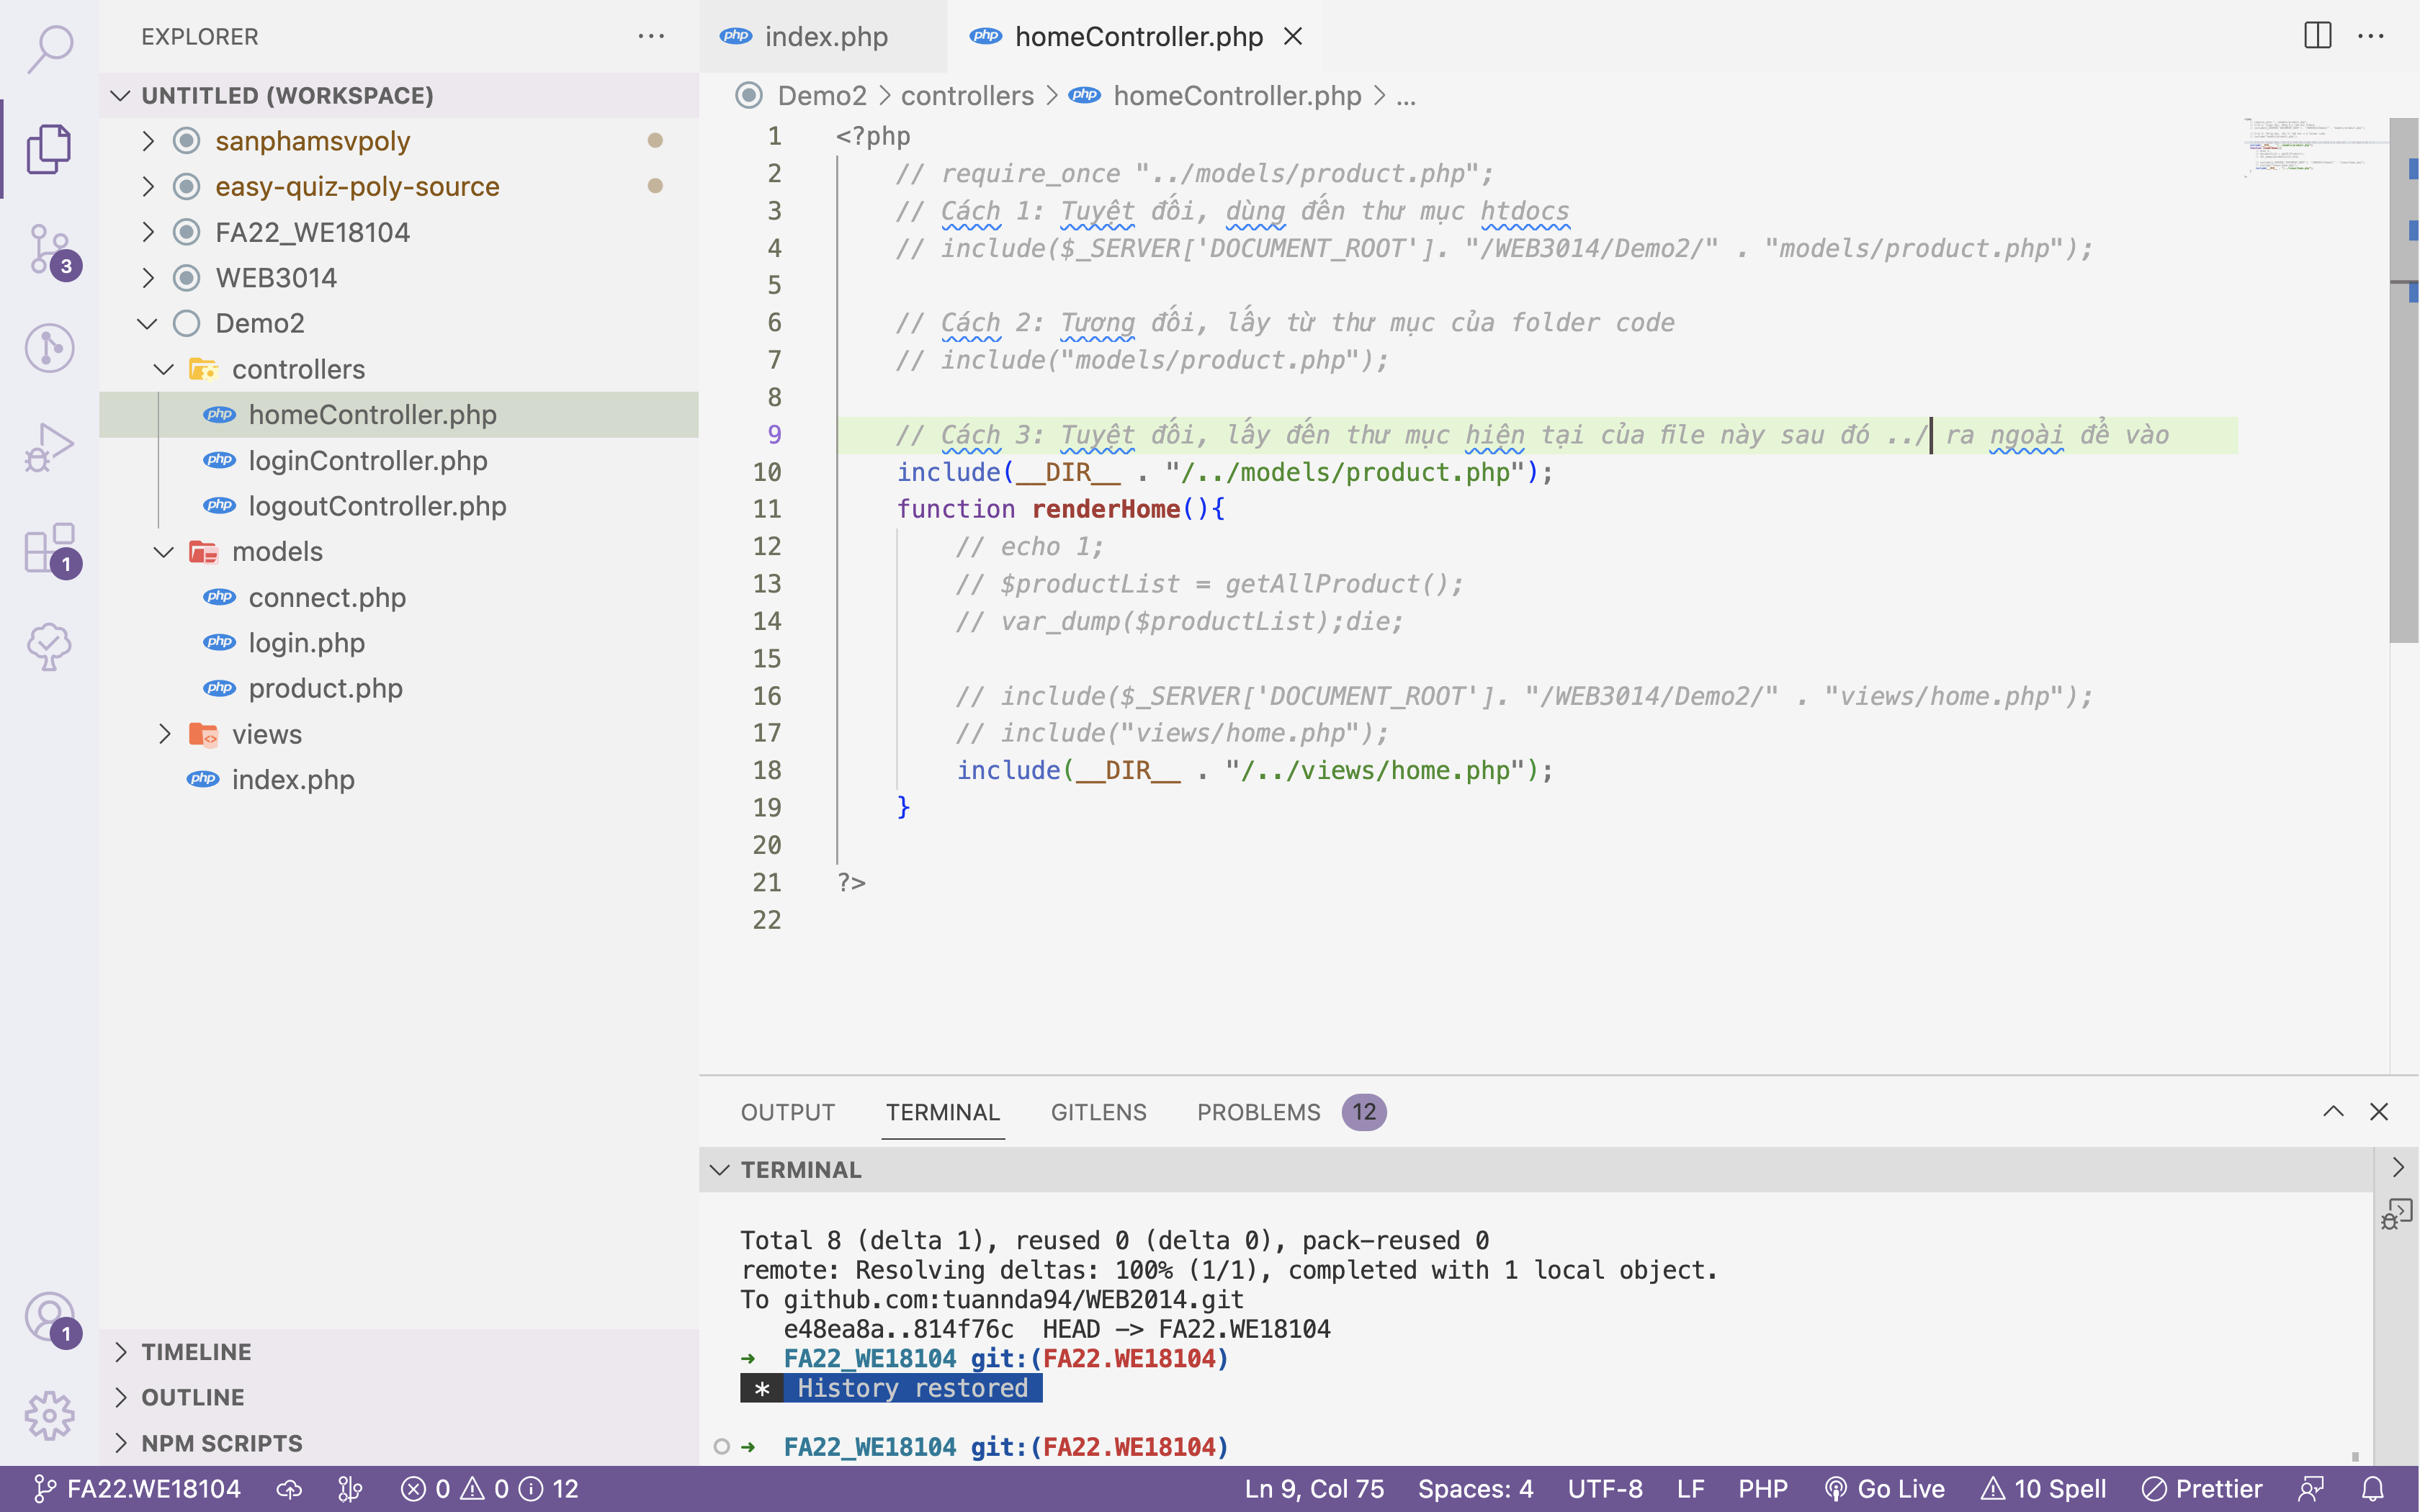 EXPLORER
UNTITLED (WORKSPACE)
sanphamsvpoly
easy-quiz-poly-source
FA22_WE18104
WEB3014
Demo2
controllers
php homeController.php
php loginController.php
php logoutController.php
models
php connect.php
php login.php
php product.php
views
php index.php
TIMELINE
OUTLINE
NPM SCRIPTS
3
1
1
php index.php
php homeController.php
Demo2 > controllers > php homeController.php > ...
1 <?php
2 // require_once "../models/product.php";
3 // Cách 1: Tuyệt đối, dùng đến thư mục htdocs
4 // include($_SERVER['DOCUMENT_ROOT']. "/WEB3014/Demo2/" . "models/product.php");
5
6 // Cách 2: Tương đối, lấy từ thư mục của folder code
7 // include("models/product.php");
8
9 // Cách 3: Tuyệt đối, lấy đến thư mục hiện tại của file này sau đó ../ ra ngoài để vào
10 include(__DIR__ . "/../models/product.php");
11 function renderHome(){
12 // echo 1;
13 // $productList = getAllProduct();
14 // var_dump($productList);die;
15
16 // include($_SERVER['DOCUMENT_ROOT']. "/WEB3014/Demo2/" . "views/home.php");
17 // include("views/home.php");
18 include(__DIR__ . "/../views/home.php");
19 }
20
21 ?>
22
OUTPUT TERMINAL GITLENS PROBLEMS 12
TERMINAL
Total 8 (delta 1), reused 0 (delta 0), pack-reused 0
remote: Resolving deltas: 100% (1/1), completed with 1 local object.
To github.com:tuannda94/WEB2014.git
e48ea8a..814f76c HEAD -> FA22.WE18104
➜ FA22_WE18104 git:(FA22.WE18104)
* History restored
➜ FA22_WE18104 git:(FA22.WE18104)
FA22.WE18104 0 0 12 Ln 9, Col 75 Spaces: 4 UTF-8 LF PHP Go Live 10 Spell Prettier